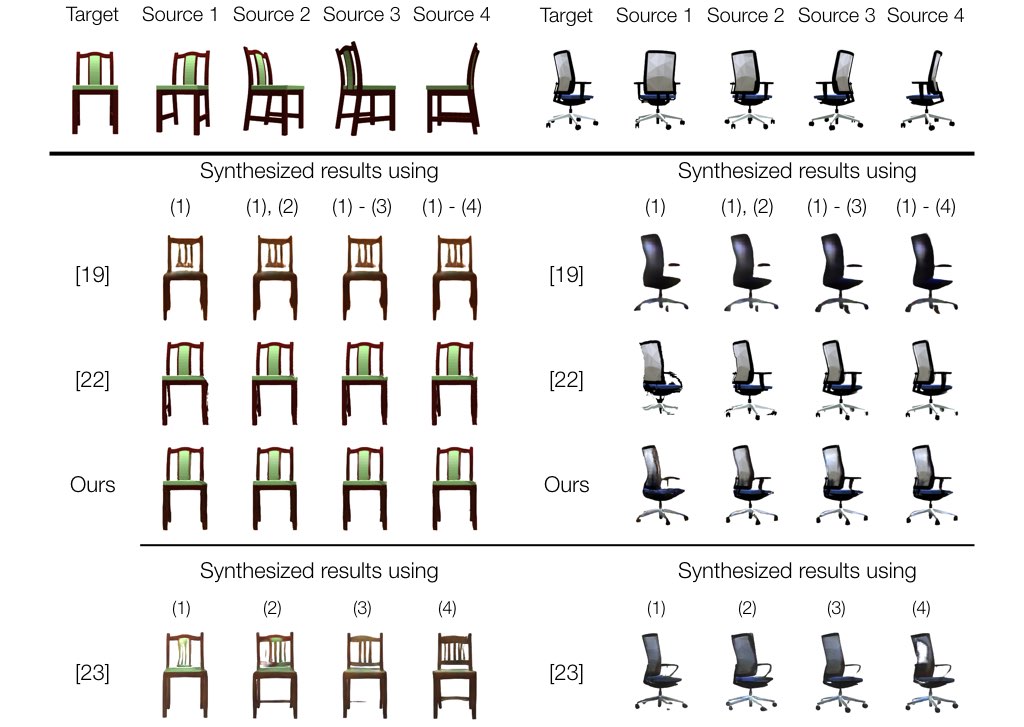 Target Source 1 Source 2 Source 3 Source 4 Target Source 1 Source 2 Source 3 Source 4
Synthesized results using Synthesized results using
(1) (1), (2) (1) - (3) (1) - (4) (1) (1), (2) (1) - (3) (1) - (4)
[19] [19]
[22] [22]
Ours Ours
Synthesized results using Synthesized results using
(1) (2) (3) (4) (1) (2) (3) (4)
[23] [23]